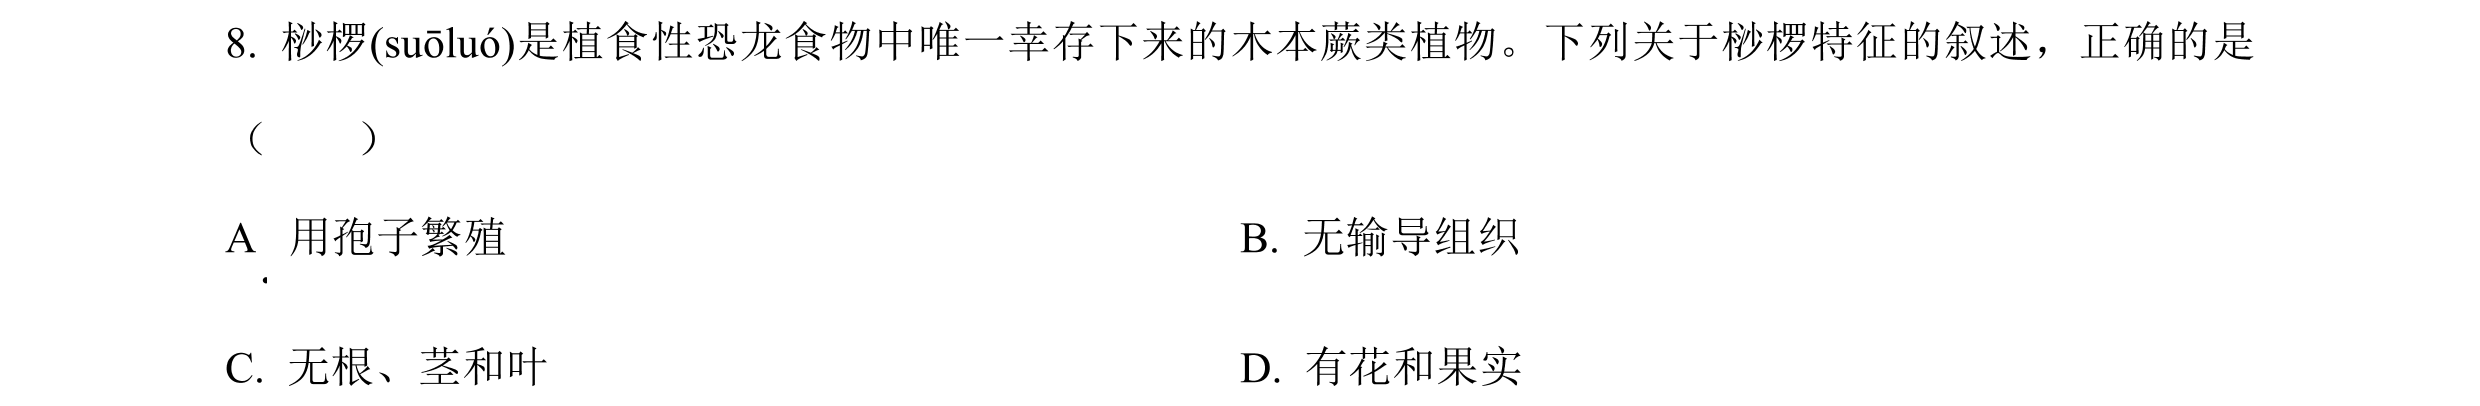 8. 桫椤(suōluó)是植食性恐龙食物中唯一幸存下来的木本蕨类植物。下列关于桫椤特征的叙述，正确的是
（　　）
A　用孢子繁殖　　B. 无输导组织
.
C. 无根、茎和叶　　D. 有花和果实